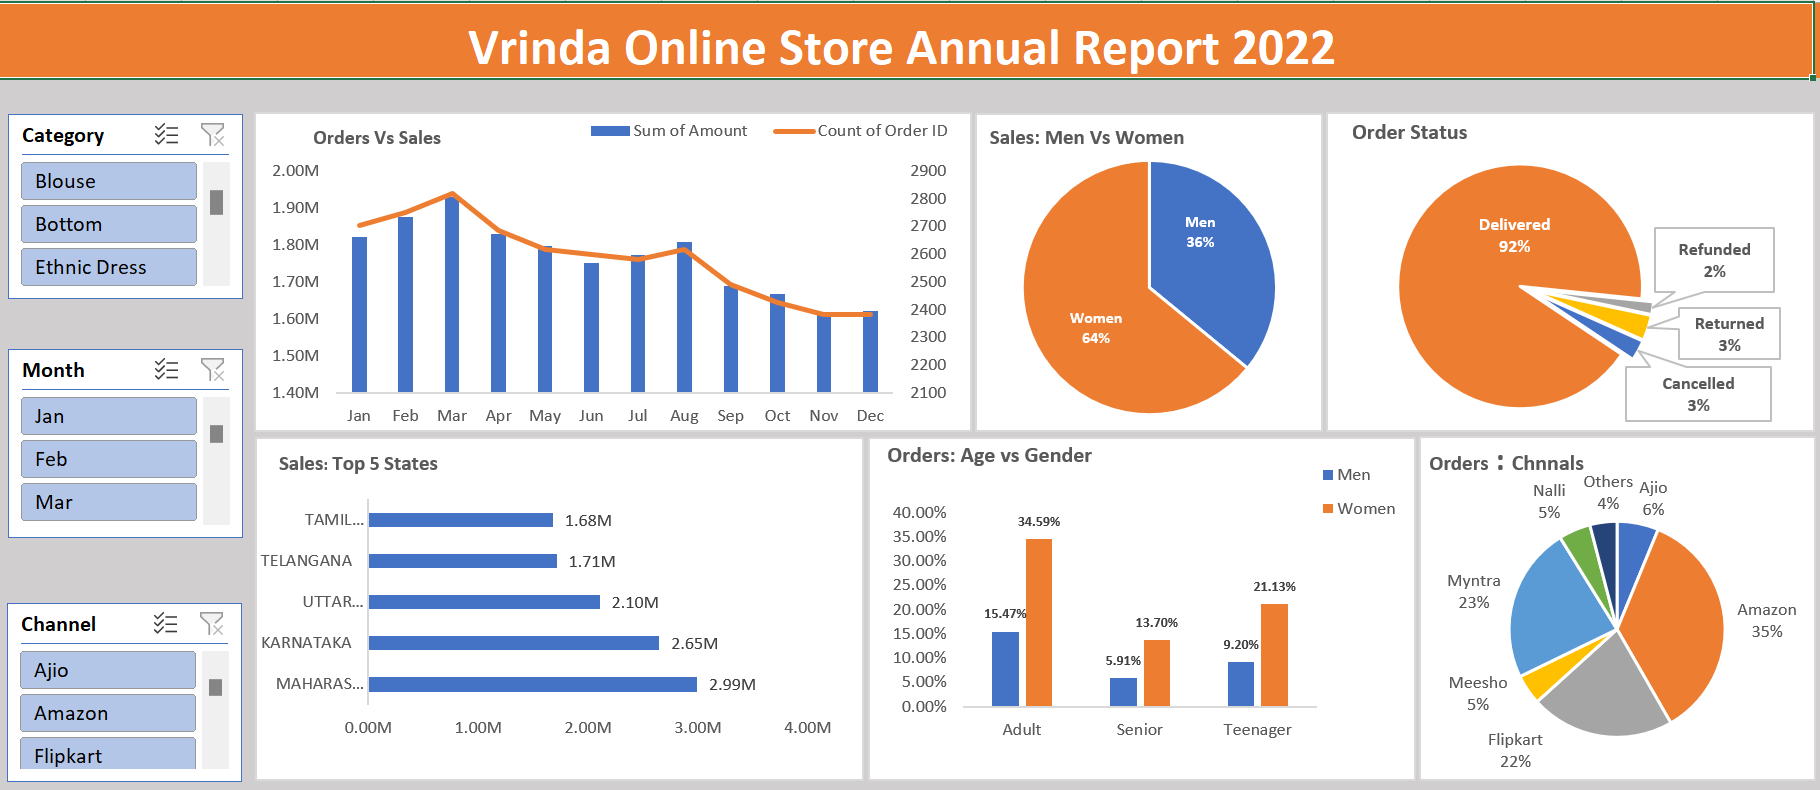 Vrinda Online Store Annual Report 2022
Category
Blouse
Bottom
Ethnic Dress
Month
Jan
Feb
Mar
Channel
Ajio
Amazon
Flipkart
Orders Vs Sales
Sum of Amount
Count of Order ID
2.00M
1.90M
1.80M
1.70M
1.60M
1.50M
1.40M
2900
2800
2700
2600
2500
2400
2300
2200
2100
Jan Feb Mar Apr May Jun Jul Aug Sep Oct Nov Dec
Sales: Men Vs Women
Men
36%
Women
64%
Order Status
Delivered
92%
Refunded
2%
Returned
3%
Cancelled
3%
Sales: Top 5 States
TAMIL... 1.68M
TELANGANA 1.71M
UTTAR... 2.10M
KARNATAKA 2.65M
MAHARAS... 2.99M
0.00M 1.00M 2.00M 3.00M 4.00M
Orders: Age vs Gender
Men
Women
40.00%
35.00%
30.00%
25.00%
20.00%
15.00%
10.00%
5.00%
0.00%
15.47%
34.59%
5.91%
13.70%
9.20%
21.13%
Adult Senior Teenager
Orders : Chnnals
Nalli
5%
Others
4%
Ajio
6%
Myntra
23%
Amazon
35%
Meesho
5%
Flipkart
22%